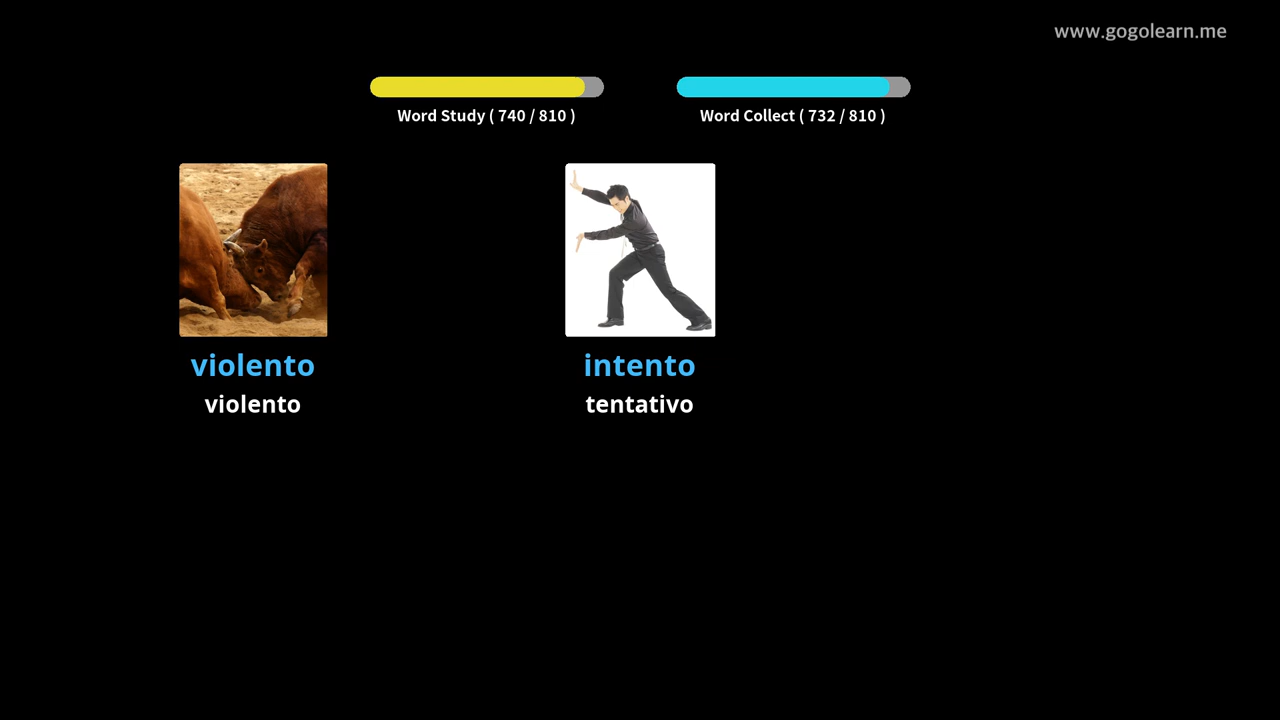 www.gogolearn.me
Word Study ( 740 / 810 )
Word Collect ( 732 / 810 )
violento
violento
intento
tentativo